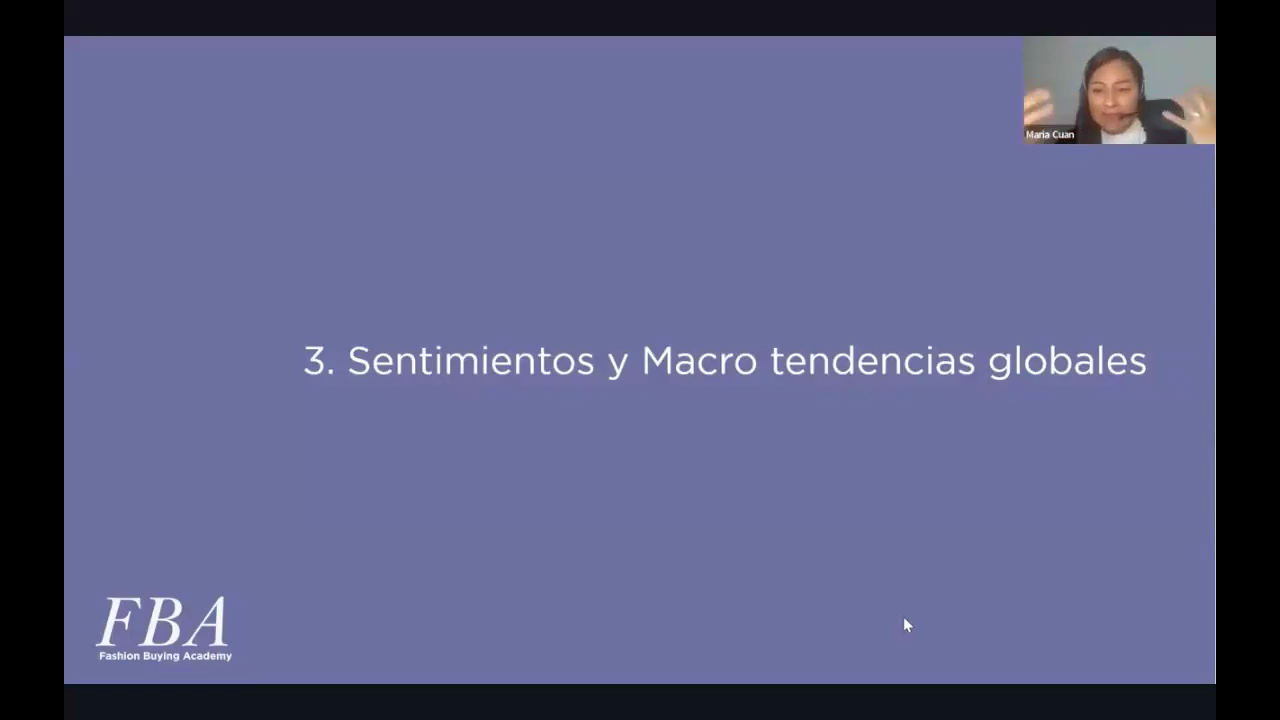 Maria Cuan
3. Sentimientos y Macro tendencias globales
FBA
Fashion Buying Academy